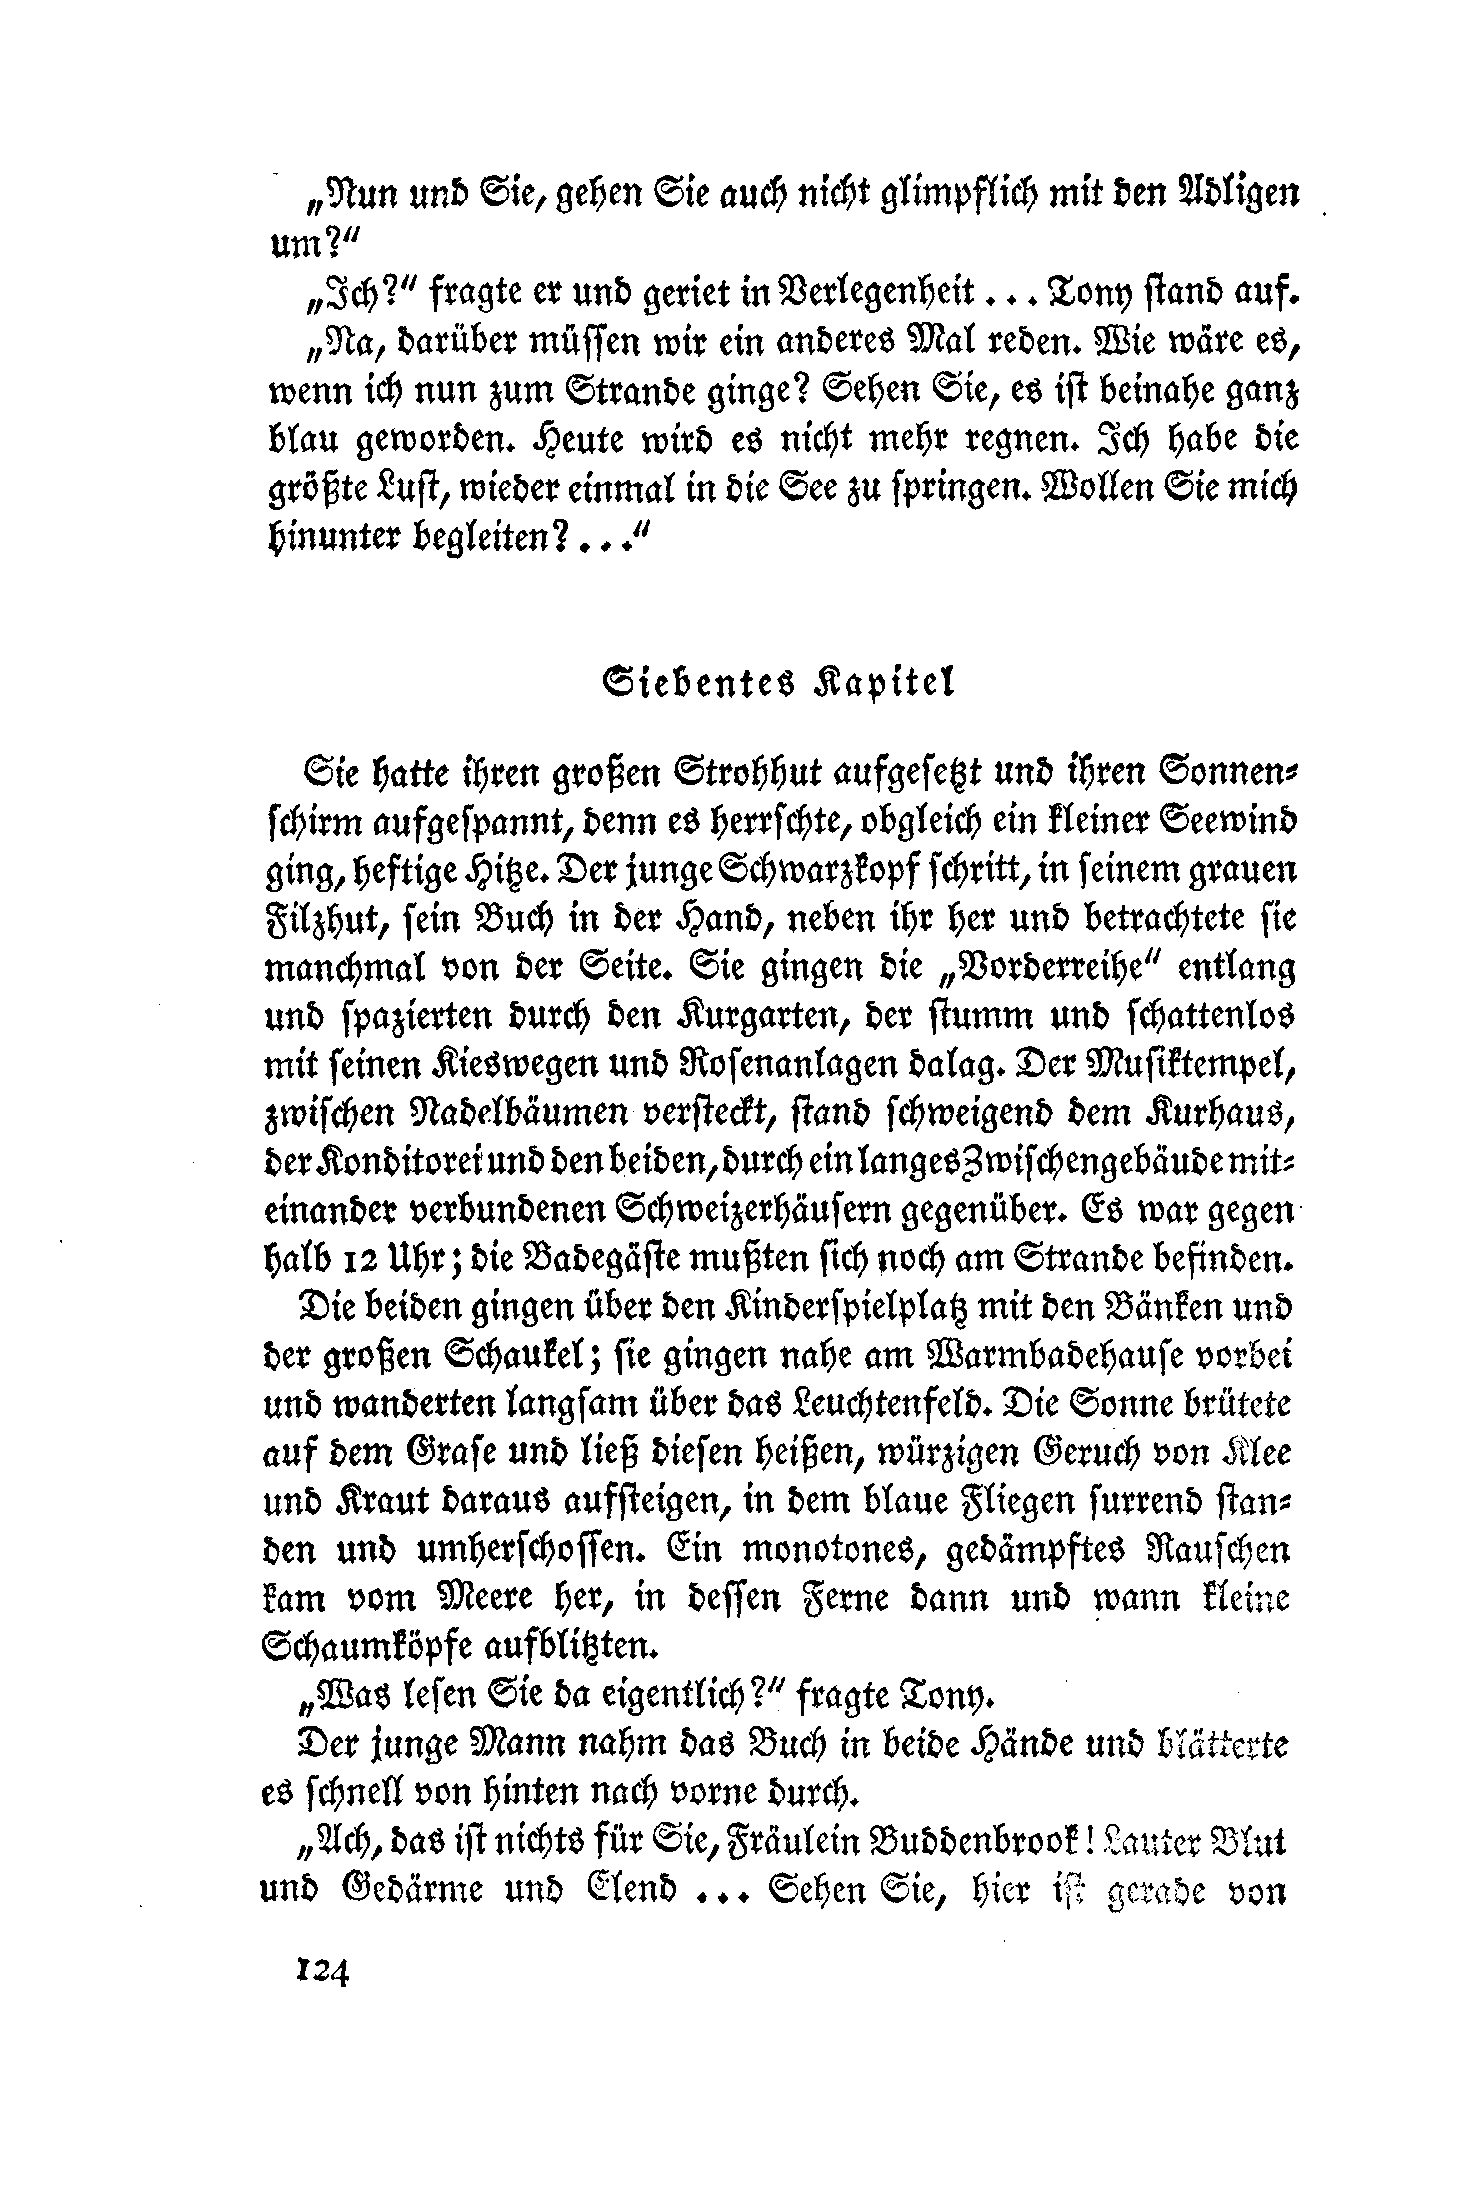 „Nun und Sie, gehen Sie auch nicht glimpflich mit den Adligen
um?“
„Ich?“ fragte er und geriet in Verlegenheit . . . Tony stand auf.
„Na, darüber müssen wir ein anderes Mal reden. Wie wäre es,
wenn ich nun zum Strande ginge? Sehen Sie, es ist beinahe ganz
blau geworden. Heute wird es nicht mehr regnen. Ich habe die
größte Lust, wieder einmal in die See zu springen. Wollen Sie mich
hinunter begleiten? . . .“
Siebentes Kapitel
Sie hatte ihren großen Strohhut aufgesetzt und ihren Sonnen-
schirm aufgespannt, denn es herrschte, obgleich ein kleiner Seewind
ging, heftige Hitze. Der junge Schwarzkopf schritt, in seinem grauen
Filzhut, sein Buch in der Hand, neben ihr her und betrachtete sie
manchmal von der Seite. Sie gingen die „Vorderreihe“ entlang
und spazierten durch den Kurgarten, der stumm und schattenlos
mit seinen Kieswegen und Rosenanlagen dalag. Der Musiktempel,
zwischen Nadelbäumen versteckt, stand schweigend dem Kurhaus,
der Konditorei und den beiden, durch ein langes Zwischengebäude mit-
einander verbundenen Schweizerhäusern gegenüber. Es war gegen
halb 12 Uhr; die Badegäste mußten sich noch am Strande befinden.
Die beiden gingen über den Kinderspielplatz mit den Bänken und
der großen Schaukel; sie gingen nahe am Warmbadehause vorbei
und wanderten langsam über das Leuchtenfeld. Die Sonne brütete
auf dem Grase und ließ diesen heißen, würzigen Geruch von Klee
und Kraut daraus aufsteigen, in dem blaue Fliegen surrend stan-
den und umherschossen. Ein monotones, gedämpftes Rauschen
kam vom Meere her, in dessen Ferne dann und wann kleine
Schaumköpfe aufblitzten.
„Was lesen Sie da eigentlich?“ fragte Tony.
Der junge Mann nahm das Buch in beide Hände und blätterte
es schnell von hinten nach vorne durch.
„Ach, das ist nichts für Sie, Fräulein Buddenbrook! Lauter Blut
und Gedärme und Elend . . . Sehen Sie, hier ist gerade von
124